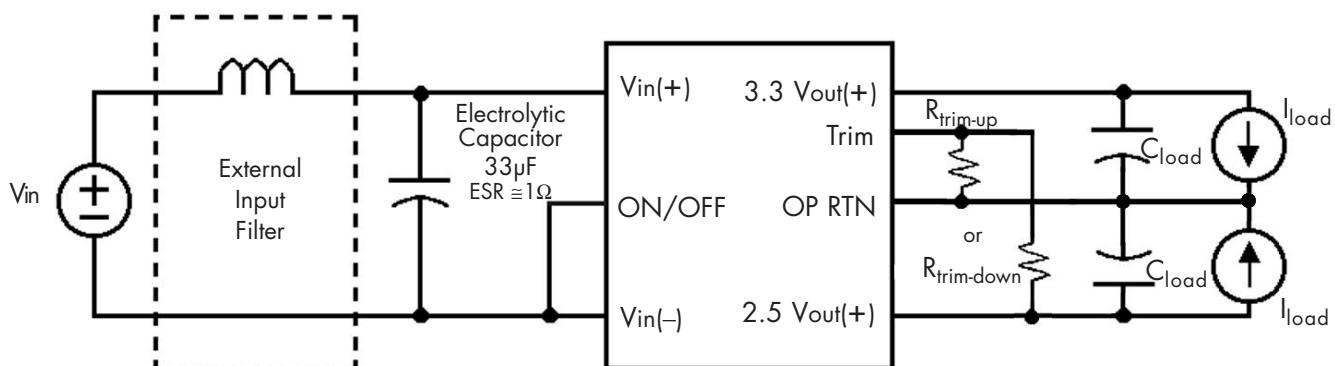 Vin
External
Input
Filter
Electrolytic
Capacitor
33µF
ESR ≅1Ω
Vin(+)
ON/OFF
Vin(–)
3.3 Vout(+)
Trim
OP RTN
2.5 Vout(+)
Rtrim-up
or
Rtrim-down
Cload
Iload
Cload
Iload